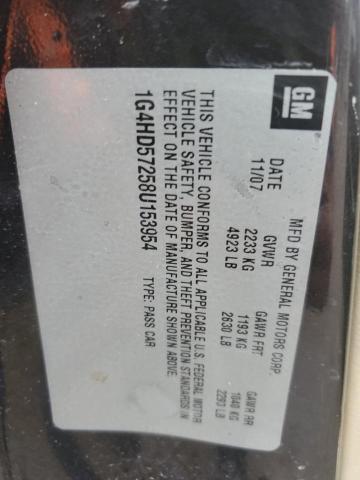 GM
MFD BY GENERAL MOTORS CORP
DATE GVWR GAWR FRT GAWR RR
11/07 2233 KG 1193 KG 1040 KG
4923 LB 2630 LB 2293 LB
THIS VEHICLE CONFORMS TO ALL APPLICABLE U.S. FEDERAL MOTOR
VEHICLE SAFETY, BUMPER, AND THEFT PREVENTION STANDARDS IN
EFFECT ON THE DATE OF MANUFACTURE SHOWN ABOVE.
1G4HD57258U153954 TYPE: PASS CAR